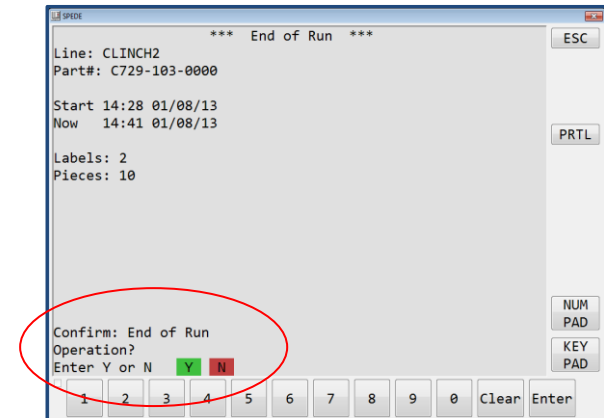 SPEDE
*** End of Run ***
ESC
Line: CLINCH2
Part#: C729-103-0000
Start 14:28 01/08/13
Now 14:41 01/08/13
PRTL
Labels: 2
Pieces: 10
NUM
PAD
Confirm: End of Run
Operation?
Enter Y or N Y N
KEY
PAD
1 2 3 4 5 6 7 8 9 0 Clear Enter